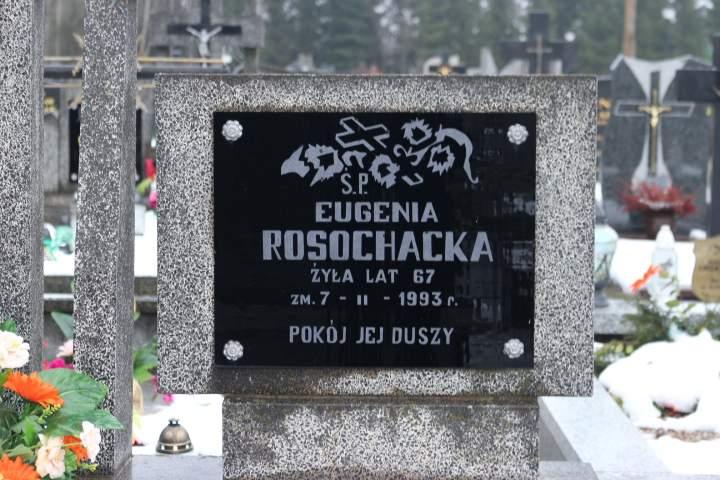 Ś.P.
EUGENIA
ROSOCHACKA
ŻYŁA LAT 67
ZM. 7 - II - 1993 r.
POKÓJ JEJ DUSZY